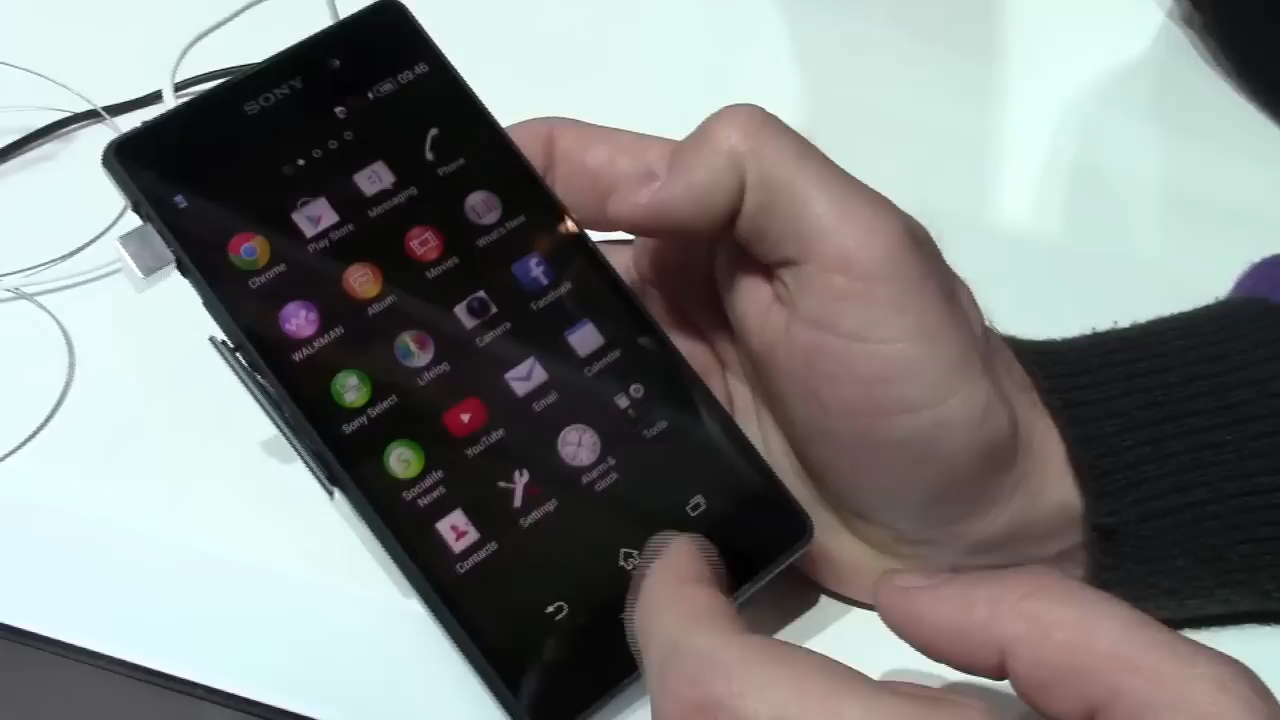 SONY
09:46
Chrome
Play Store
Messaging
Phone
WALKMAN
Album
Movies
What's New
Sony Select
Lifelog
Camera
Facebook
Socialife
News
YouTube
Email
Calendar
Contacts
Settings
Alarm &
clock